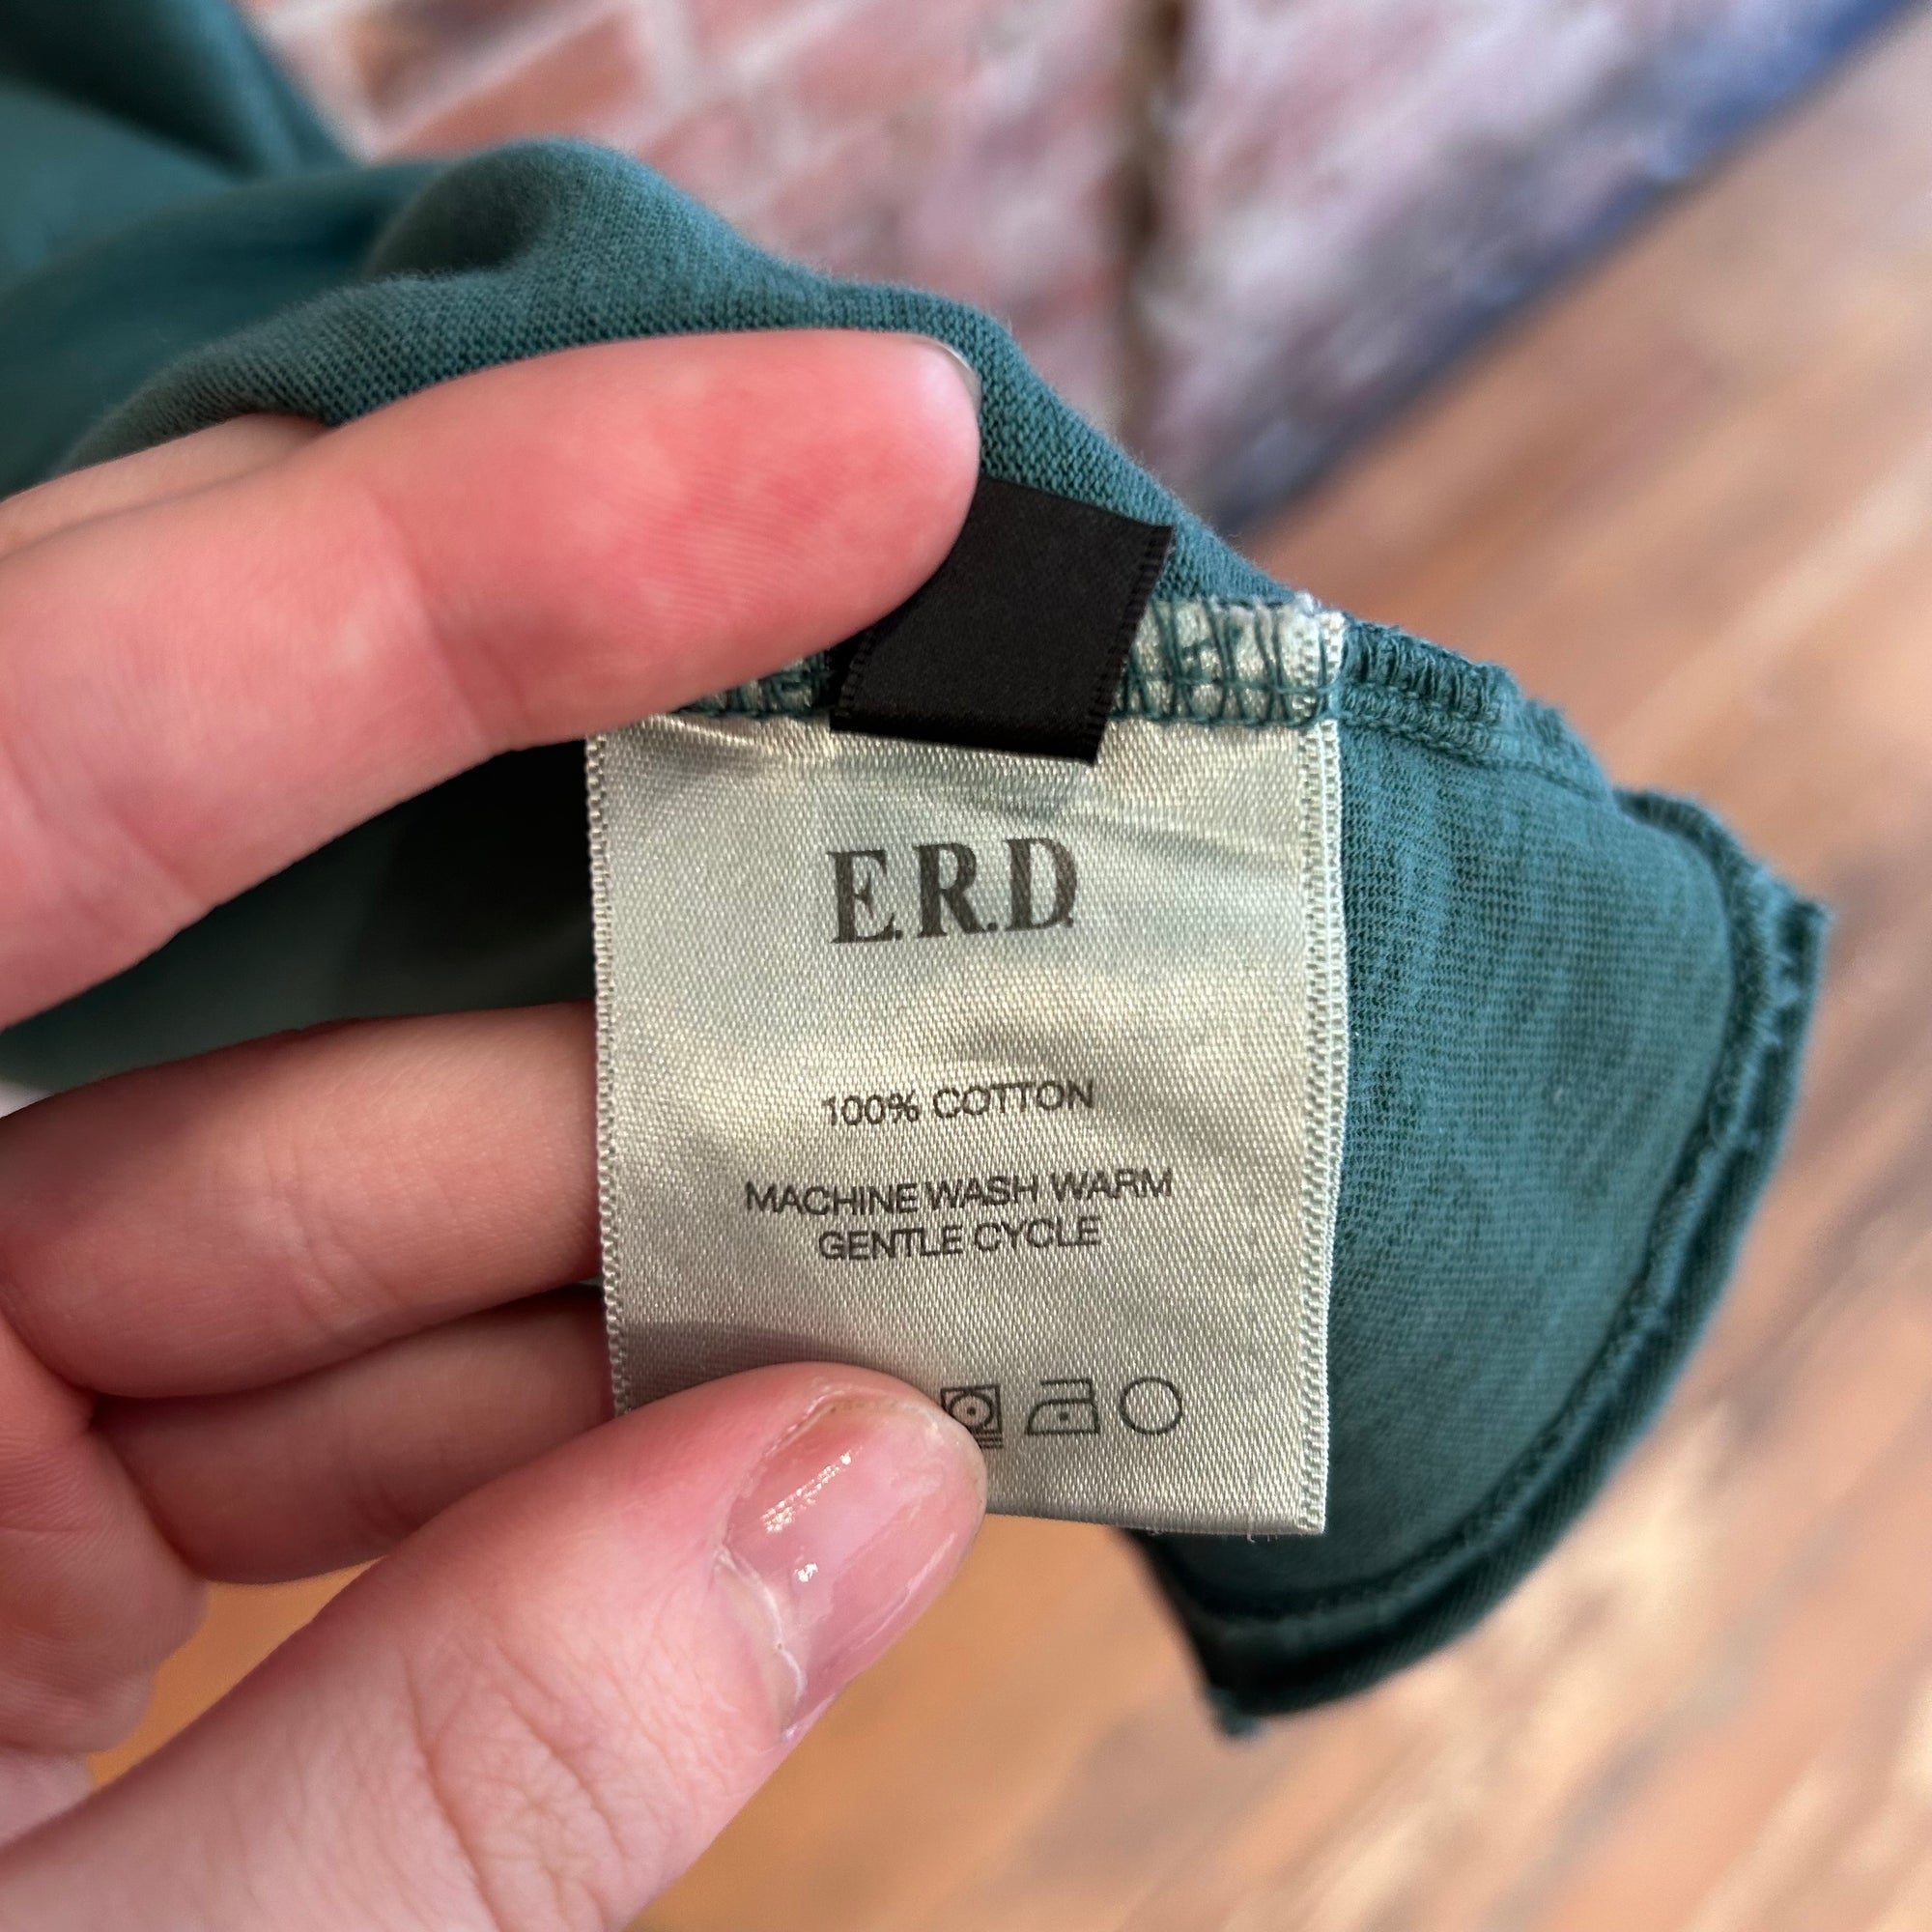 E.R.D.
100% COTTON
MACHINE WASH WARM
GENTLE CYCLE